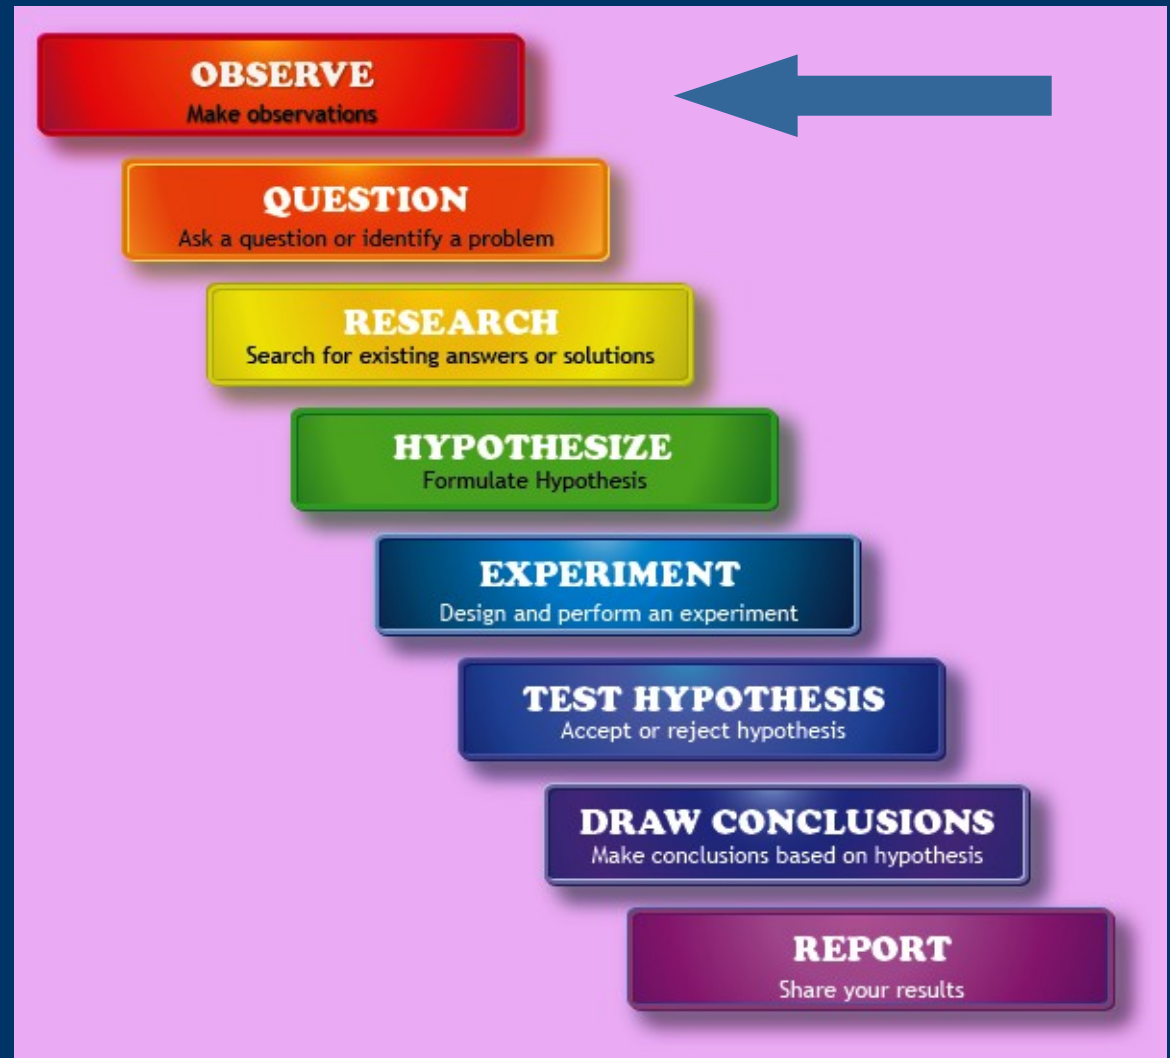 OBSERVE
Make observations
QUESTION
Ask a question or identify a problem
RESEARCH
Search for existing answers or solutions
HYPOTHESIZE
Formulate Hypothesis
EXPERIMENT
Design and perform an experiment
TEST HYPOTHESIS
Accept or reject hypothesis
DRAW CONCLUSIONS
Make conclusions based on hypothesis
REPORT
Share your results